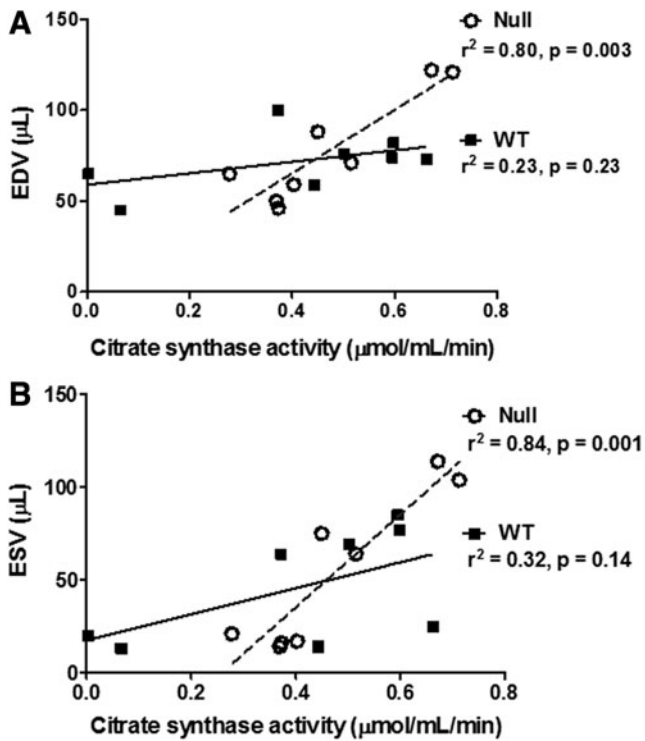 A
Null
r² = 0.80, p = 0.003
WT
r² = 0.23, p = 0.23
EDV (µL)
150
100
50
0
0.0 0.2 0.4 0.6 0.8
Citrate synthase activity (µmol/mL/min)
B
Null
r² = 0.84, p = 0.001
WT
r² = 0.32, p = 0.14
ESV (µL)
150
100
50
0
0.0 0.2 0.4 0.6 0.8
Citrate synthase activity (µmol/mL/min)